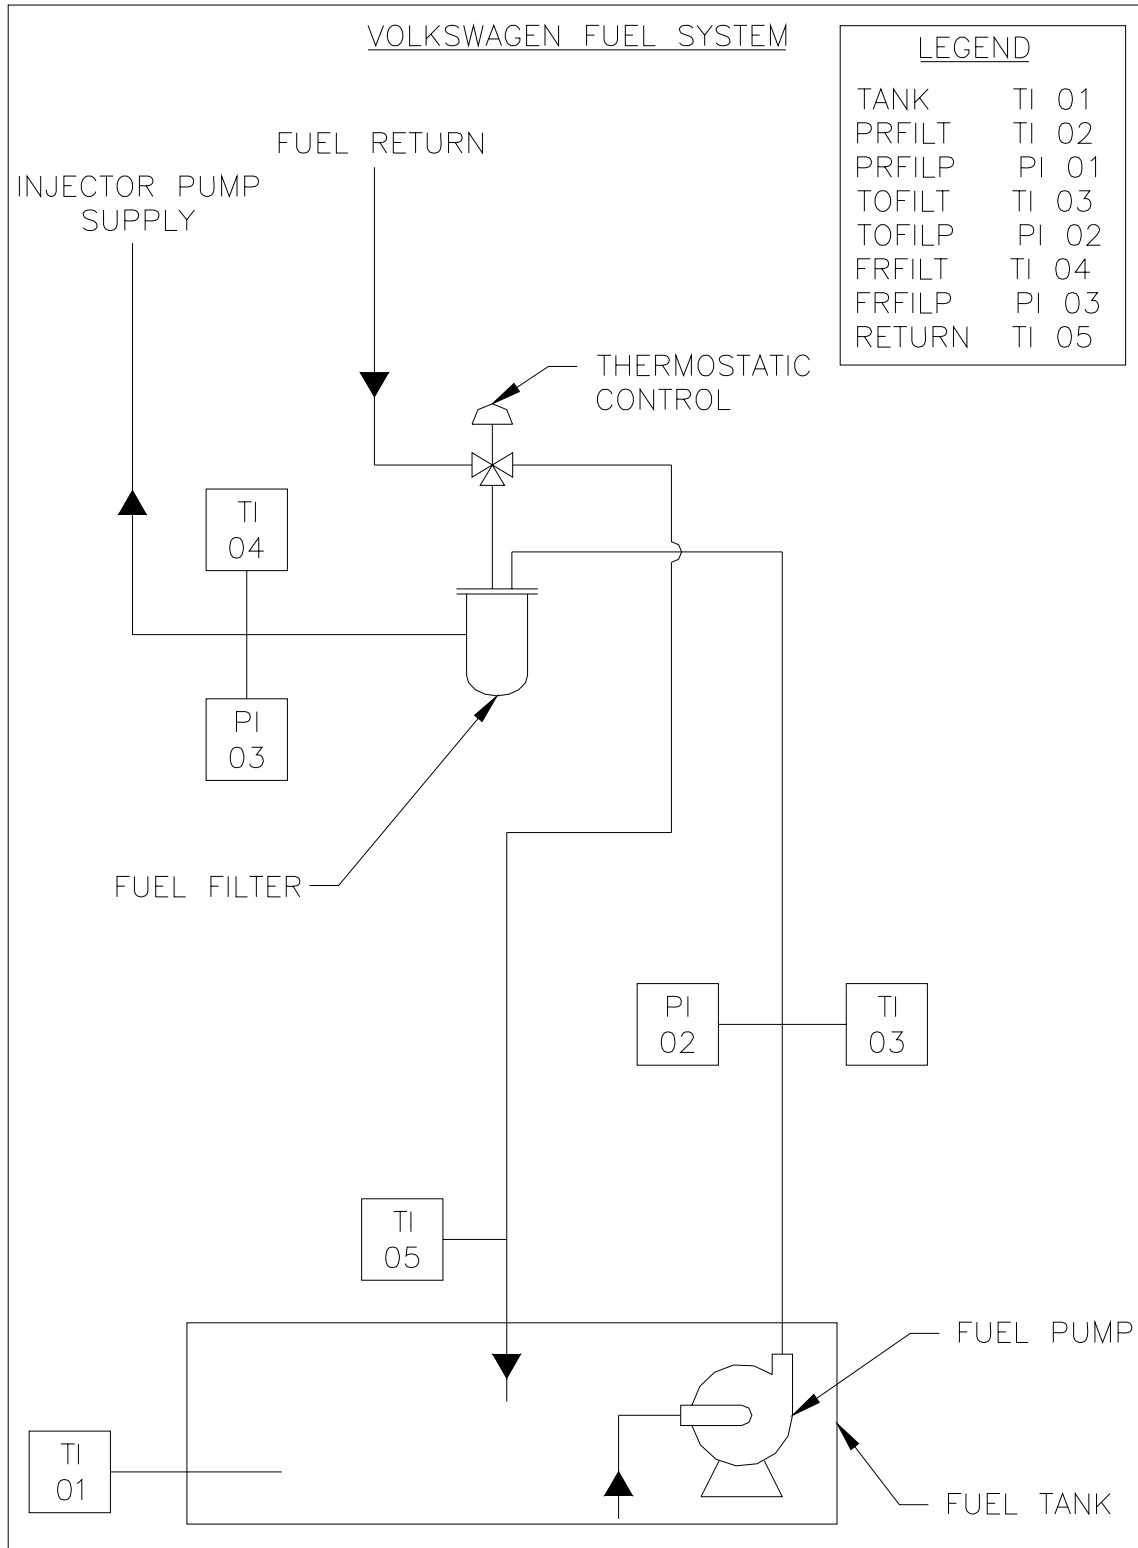 VOLKSWAGEN FUEL SYSTEM
LEGEND
TANK TI 01
PRFILT TI 02
PRFILP PI 01
TOFILT TI 03
TOFILP PI 02
FRFILT TI 04
FRFILP PI 03
RETURN TI 05
FUEL RETURN
INJECTOR PUMP
SUPPLY
THERMOSTATIC
CONTROL
TI
04
PI
03
FUEL FILTER
PI
02
TI
03
TI
05
FUEL PUMP
TI
01
FUEL TANK